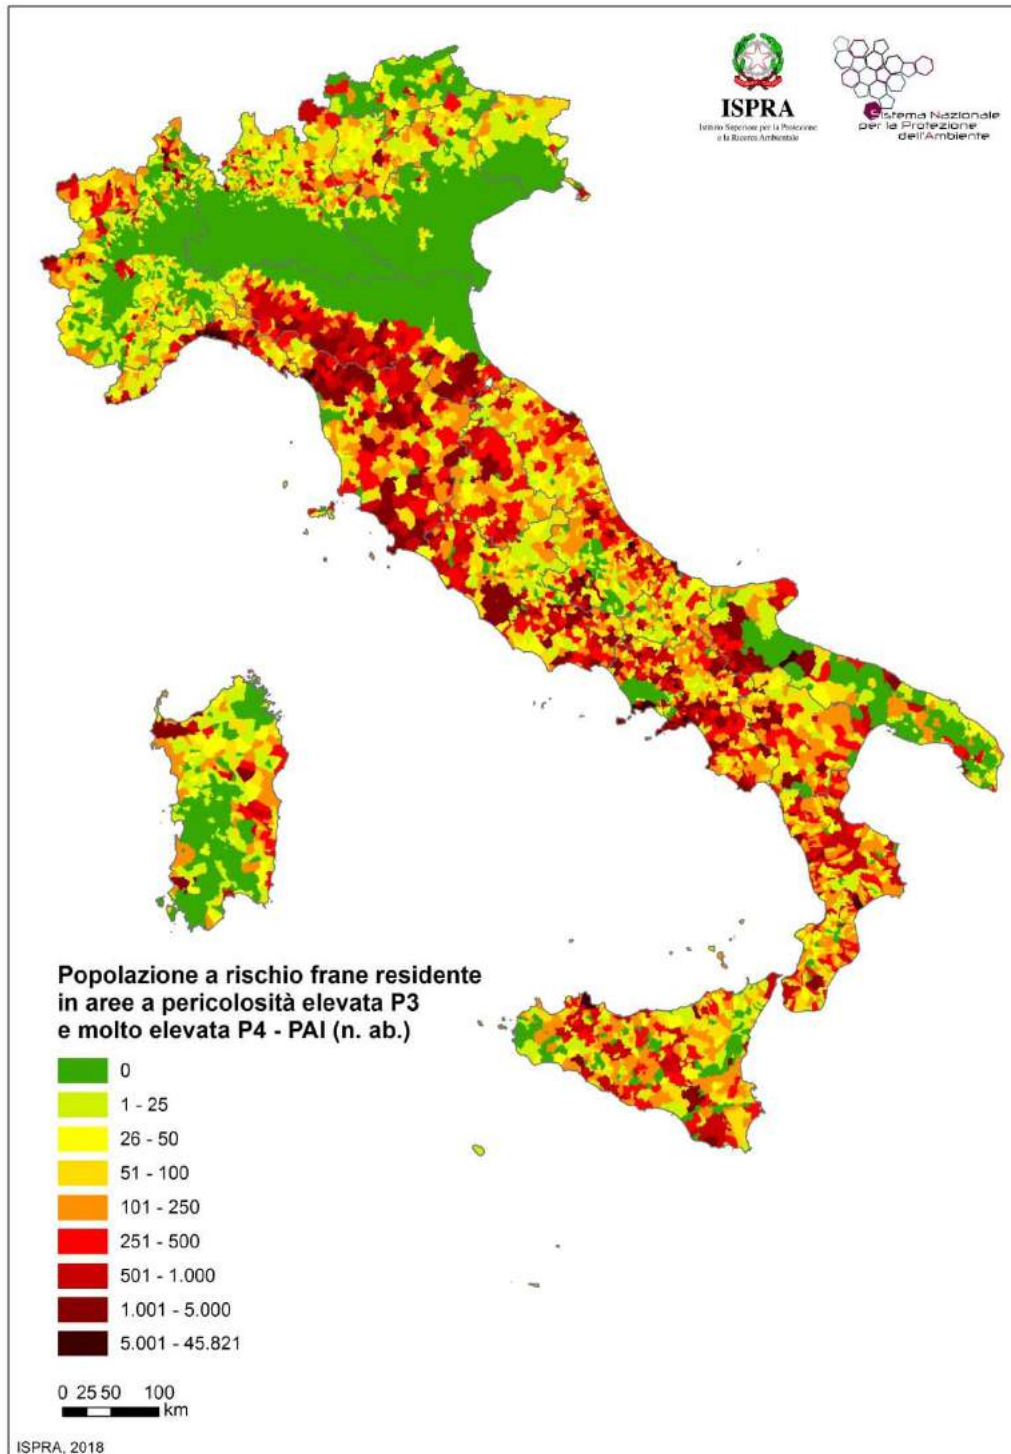 ISPRA
Istituto Superiore per la Protezione
e la Ricerca Ambientale
Sistema Nazionale
per la Protezione
dell'Ambiente
Popolazione a rischio frane residente
in aree a pericolosità elevata P3
e molto elevata P4 - PAI (n. ab.)
0
1 - 25
26 - 50
51 - 100
101 - 250
251 - 500
501 - 1.000
1.001 - 5.000
5.001 - 45.821
0 25 50 100
km
ISPRA, 2018